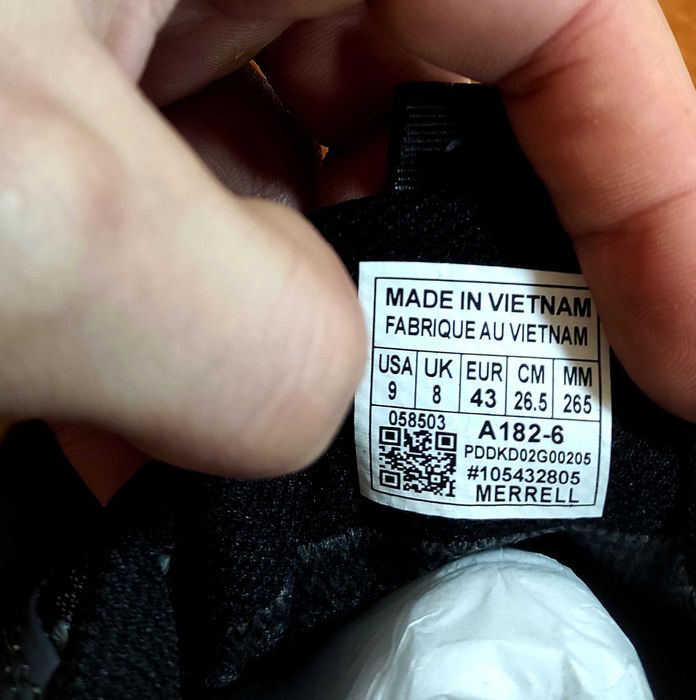 MADE IN VIETNAM
FABRIQUE AU VIETNAM
USA UK EUR CM MM
9 8 43 26.5 265
058503
A182-6
PDDKD02G00205
#105432805
MERRELL